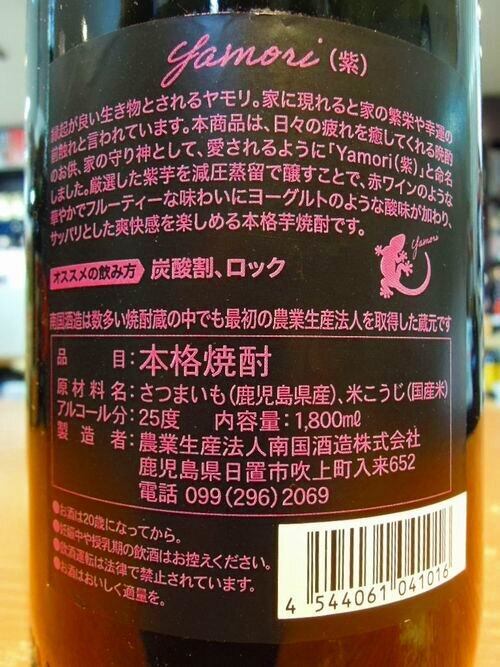 yamori (紫)
縁起が良い生き物とされるヤモリ。家に現れると家の繁栄や幸運の
前触れと言われています。本商品は、日々の疲れを癒してくれる晩酌
のお供、家の守り神として、愛されるように「Yamori(紫)」と命名
しました。厳選した紫芋を減圧蒸留で醸すことで、赤ワインのような
華やかでフルーティーな味わいにヨーグルトのような酸味が加わり、
サッパリとした爽快感を楽しめる本格芋焼酎です。
yamori
オススメの飲み方 炭酸割、ロック
南国酒造は数多い焼酎蔵の中でも最初の農業生産法人を取得した蔵元です
品目:本格焼酎
原材料名:さつまいも(鹿児島県産)、米こうじ(国産米)
アルコール分:25度 内容量:1,800mℓ
製造者:農業生産法人南国酒造株式会社
鹿児島県日置市吹上町入来652
電話 099(296)2069
●お酒は20歳になってから。
●妊娠中や授乳期の飲酒はお控えください。
●飲酒運転は法律で禁止されています。
●お酒はおいしく適量を。
4 544061 041016